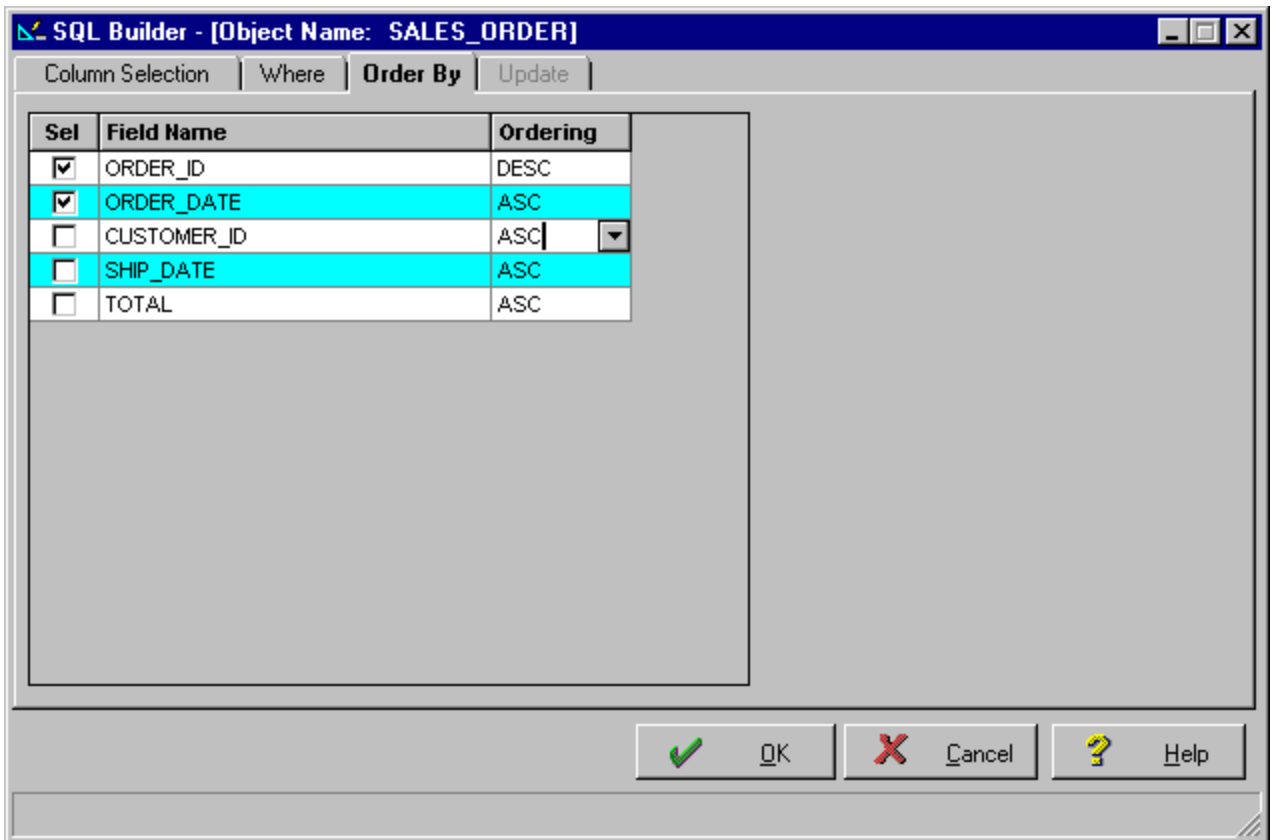 SQL Builder - [Object Name: SALES_ORDER]
Column Selection Where Order By Update
Sel Field Name Ordering
ORDER_ID DESC
ORDER_DATE ASC
CUSTOMER_ID ASC
SHIP_DATE ASC
TOTAL ASC
OK Cancel Help